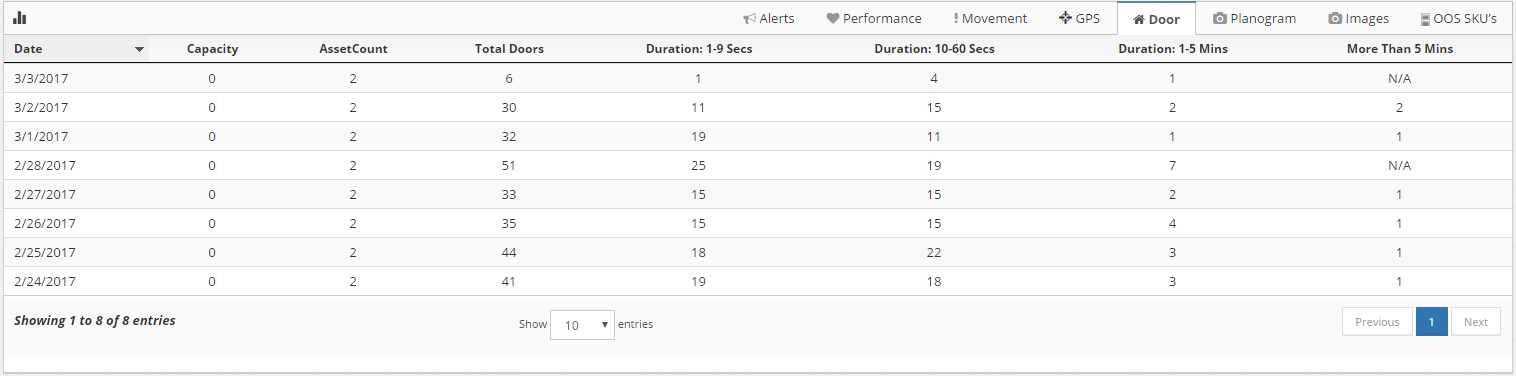 Alerts Performance Movement GPS Door Planogram Images OOS SKU's
Date Capacity AssetCount Total Doors Duration: 1-9 Secs Duration: 10-60 Secs Duration: 1-5 Mins More Than 5 Mins
3/3/2017 0 2 6 1 4 1 N/A
3/2/2017 0 2 30 11 15 2 2
3/1/2017 0 2 32 19 11 1 1
2/28/2017 0 2 51 25 19 7 N/A
2/27/2017 0 2 33 15 15 2 1
2/26/2017 0 2 35 15 15 4 1
2/25/2017 0 2 44 18 22 3 1
2/24/2017 0 2 41 19 18 3 1
Showing 1 to 8 of 8 entries Show 10 entries Previous 1 Next